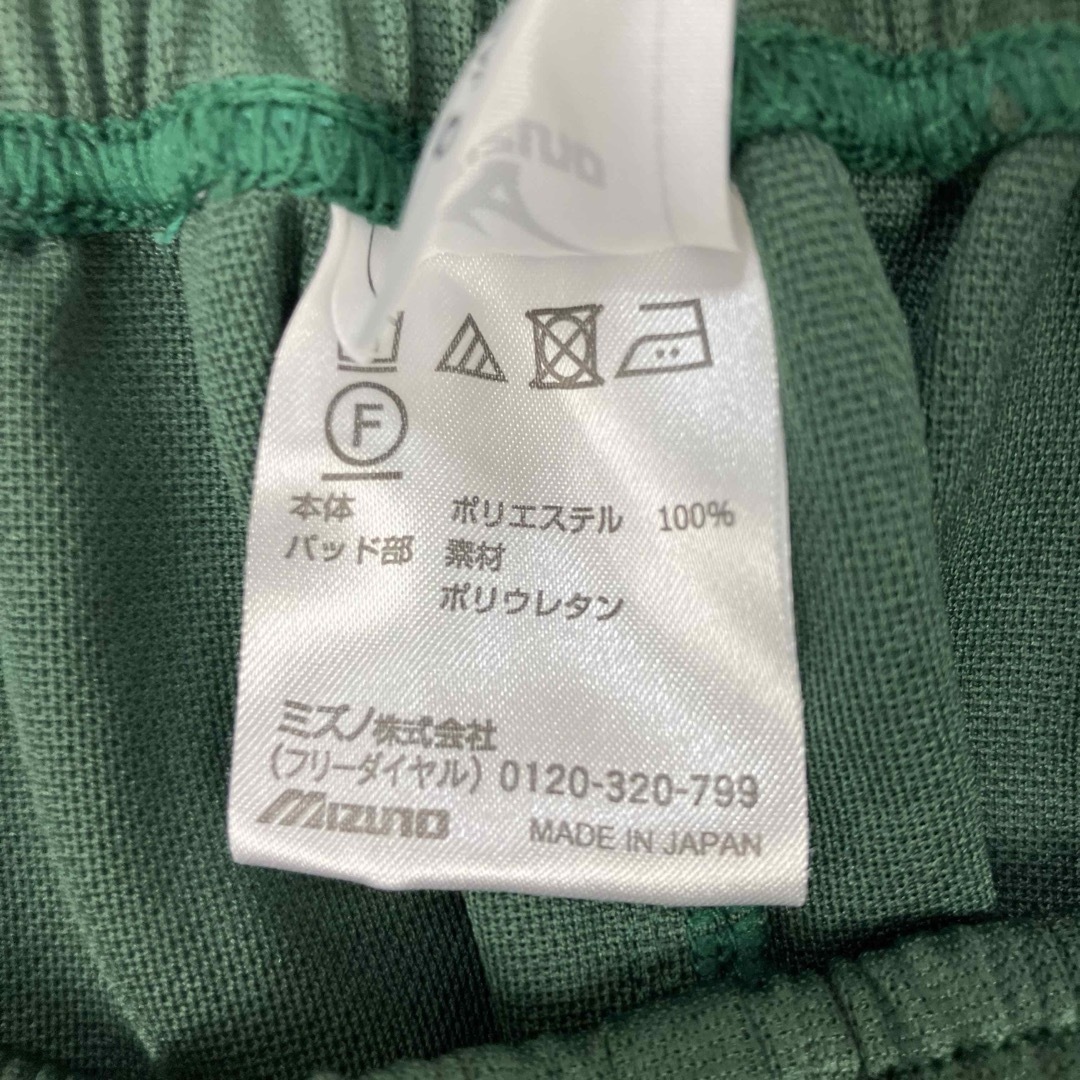 F
本体 ポリエステル 100%
パッド部 素材
ポリウレタン
ミズノ株式会社
(フリーダイヤル) 0120-320-799
MIZUNO
MADE IN JAPAN